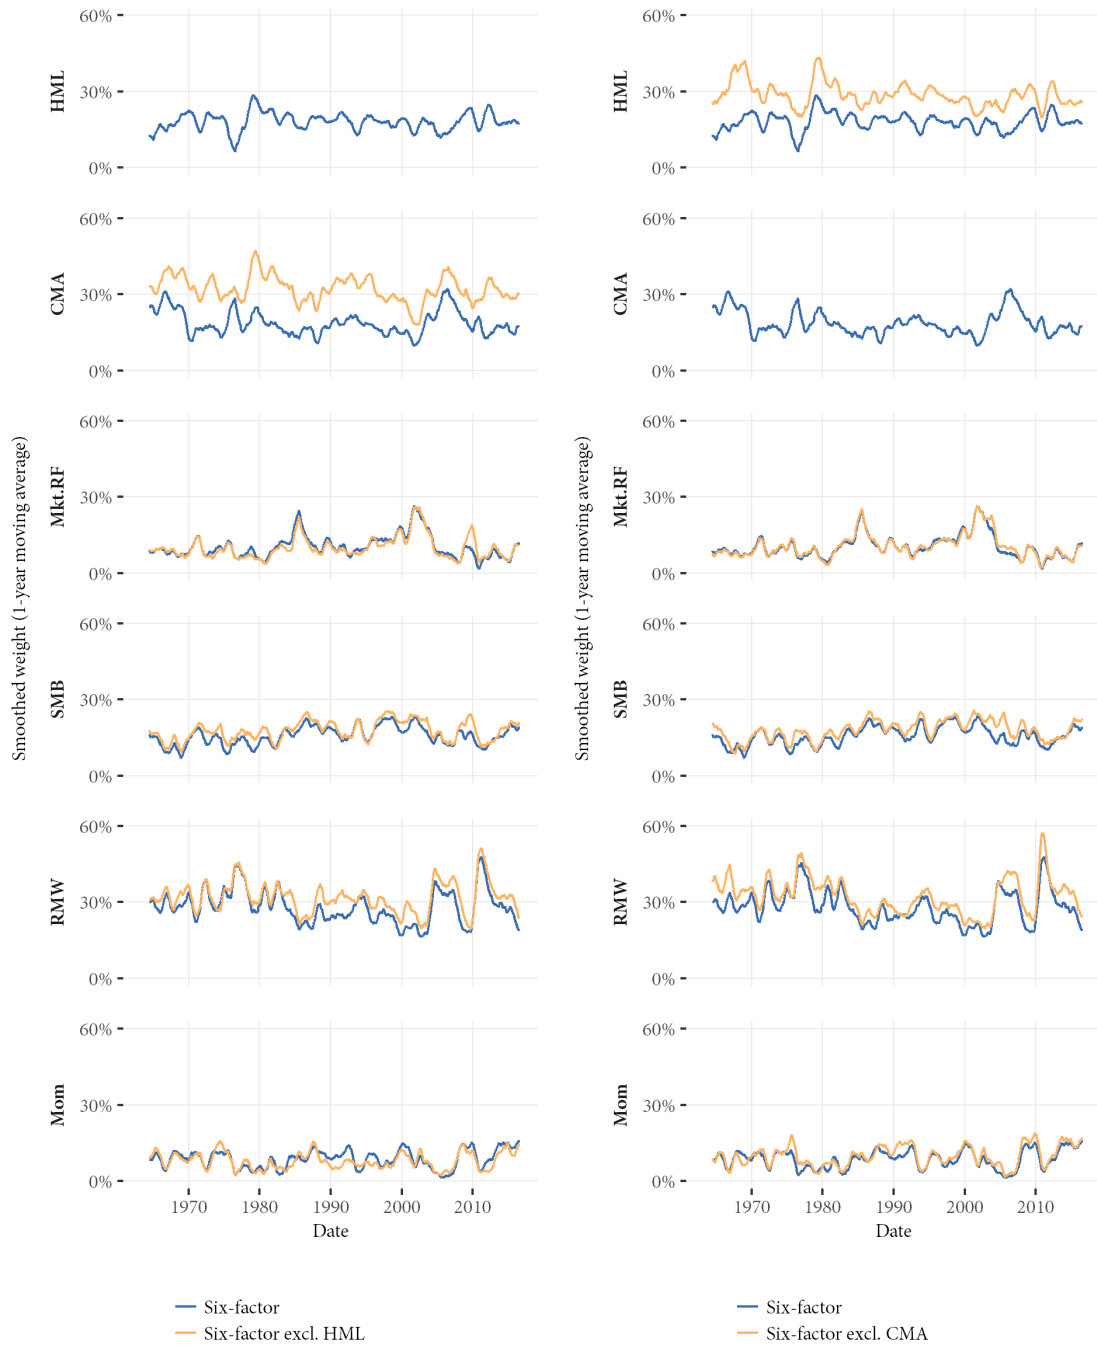 Smoothed weight (1-year moving average)
HML
60%
30%
0%
CMA
60%
30%
0%
Mkt.RF
60%
30%
0%
SMB
60%
30%
0%
RMW
60%
30%
0%
Mom
60%
30%
0%
1970 1980 1990 2000 2010
Date
Six-factor
Six-factor excl. HML
Smoothed weight (1-year moving average)
HML
60%
30%
0%
CMA
60%
30%
0%
Mkt.RF
60%
30%
0%
SMB
60%
30%
0%
RMW
60%
30%
0%
Mom
60%
30%
0%
1970 1980 1990 2000 2010
Date
Six-factor
Six-factor excl. CMA